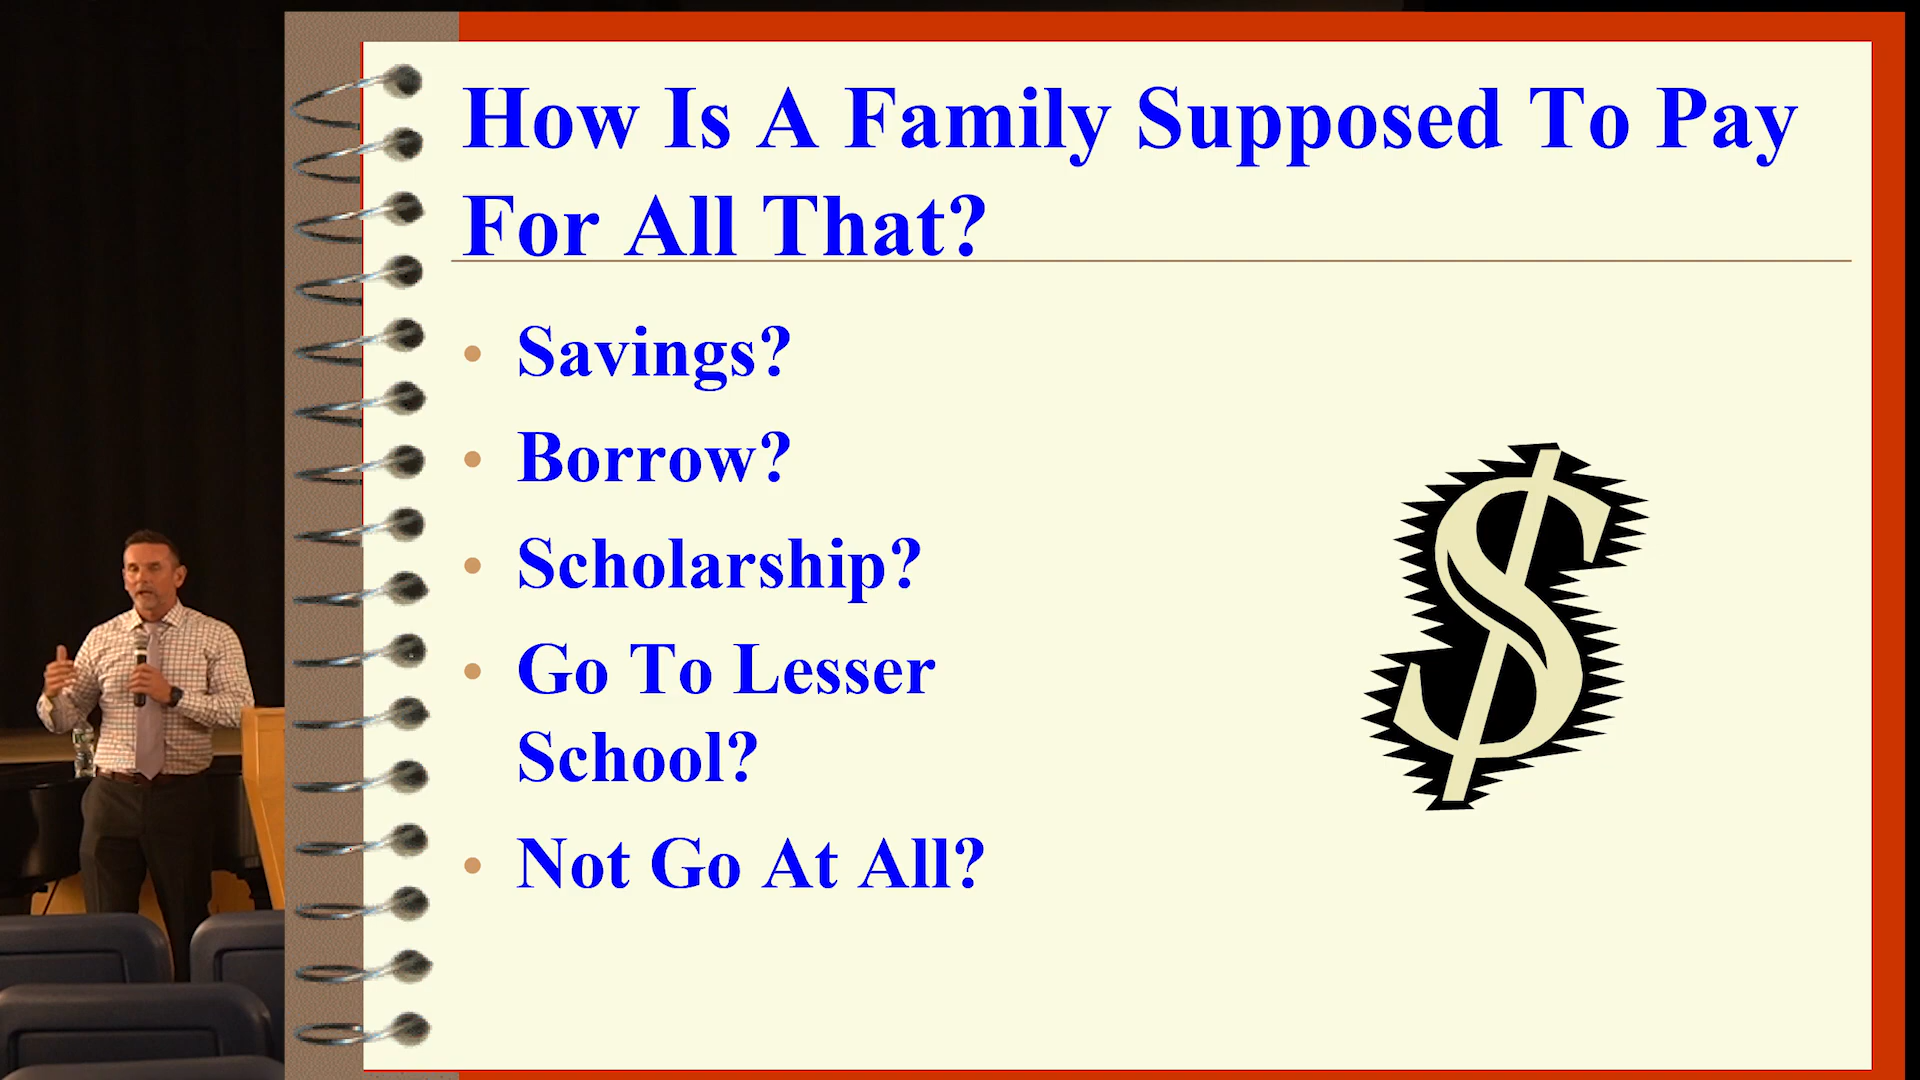 How Is A Family Supposed To Pay
For All That?
• Savings?
• Borrow?
• Scholarship?
• Go To Lesser
School?
• Not Go At All?
$